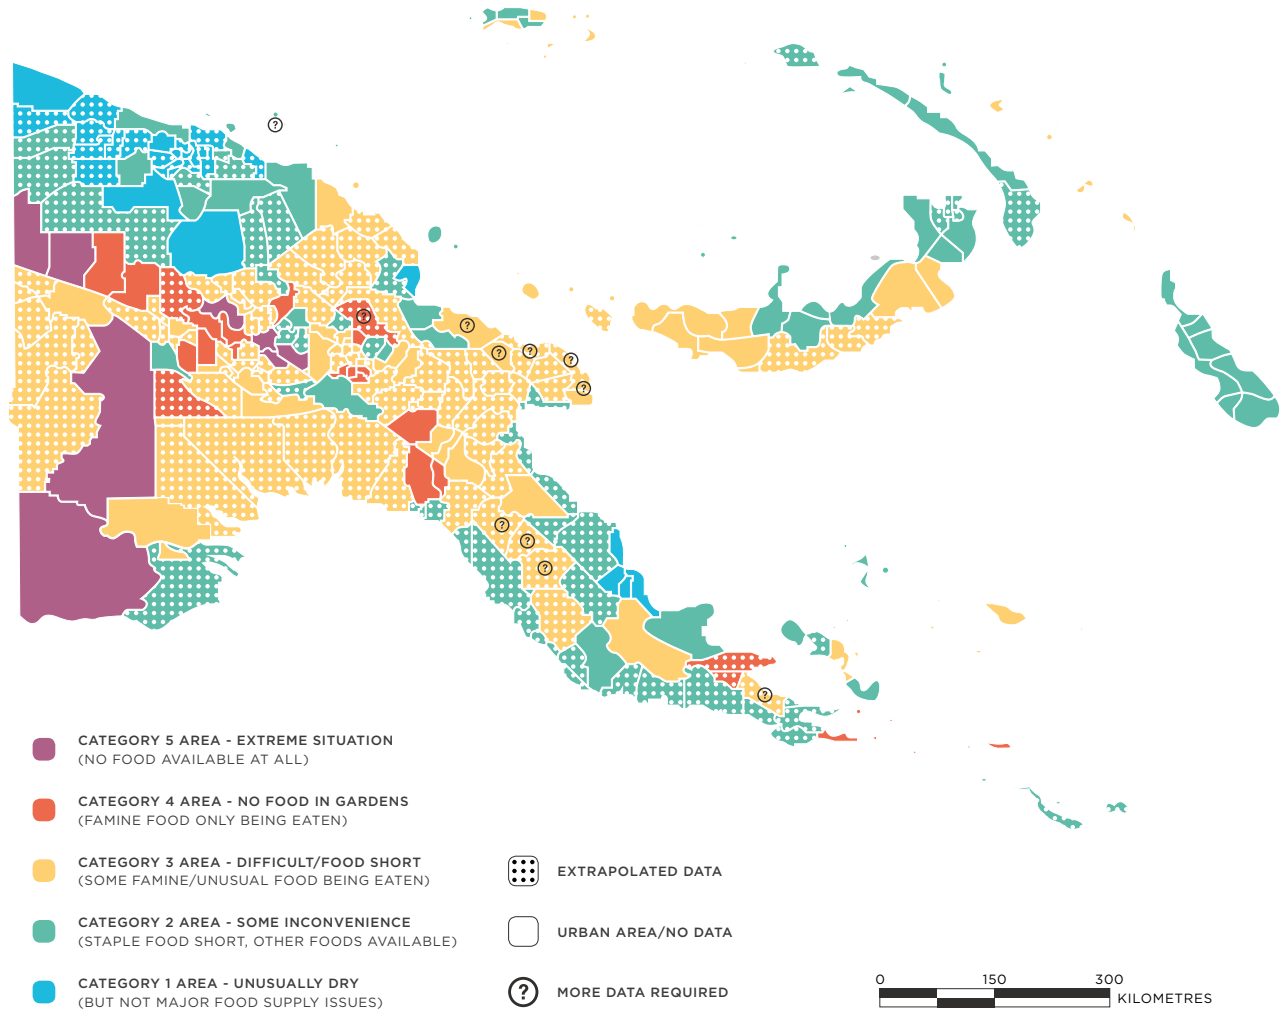 ?
?
?
?
?
?
?
?
?
?
?
CATEGORY 5 AREA - EXTREME SITUATION
(NO FOOD AVAILABLE AT ALL)
CATEGORY 4 AREA - NO FOOD IN GARDENS
(FAMINE FOOD ONLY BEING EATEN)
CATEGORY 3 AREA - DIFFICULT/FOOD SHORT
(SOME FAMINE/UNUSUAL FOOD BEING EATEN)
CATEGORY 2 AREA - SOME INCONVENIENCE
(STAPLE FOOD SHORT, OTHER FOODS AVAILABLE)
CATEGORY 1 AREA - UNUSUALLY DRY
(BUT NOT MAJOR FOOD SUPPLY ISSUES)
EXTRAPOLATED DATA
URBAN AREA/NO DATA
? MORE DATA REQUIRED
0 150 300
KILOMETRES